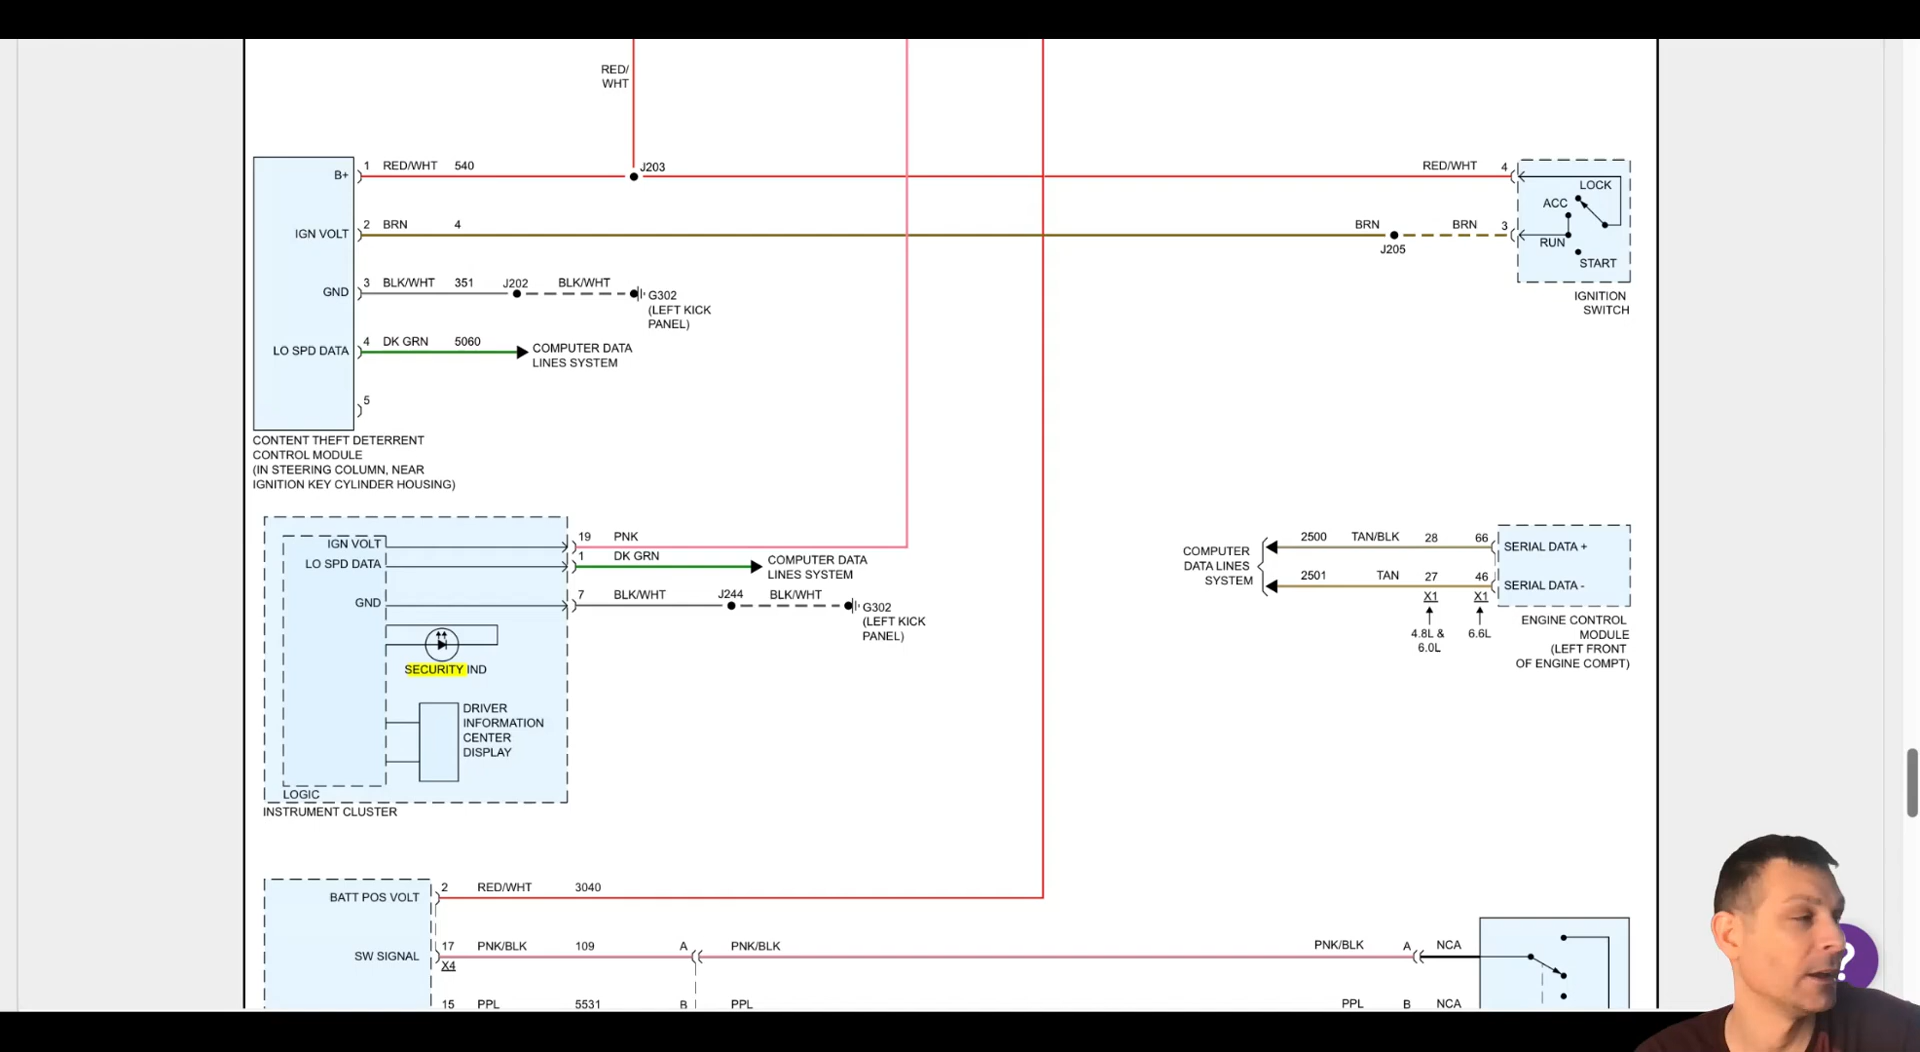 RED/
WHT
1 RED/WHT 540
J203
RED/WHT 4
B+
LOCK
ACC
2 BRN 4
BRN
BRN 3
IGN VOLT
J205
RUN
START
3 BLK/WHT 351
J202
BLK/WHT
GND
G302
(LEFT KICK
PANEL)
IGNITION
SWITCH
4 DK GRN 5060
LO SPD DATA
COMPUTER DATA
LINES SYSTEM
5
CONTENT THEFT DETERRENT
CONTROL MODULE
(IN STEERING COLUMN, NEAR
IGNITION KEY CYLINDER HOUSING)
IGN VOLT
19 PNK
LO SPD DATA
1 DK GRN
COMPUTER DATA
LINES SYSTEM
GND
7 BLK/WHT
J244
BLK/WHT
G302
(LEFT KICK
PANEL)
SECURITY IND
DRIVER
INFORMATION
CENTER
DISPLAY
LOGIC
INSTRUMENT CLUSTER
COMPUTER
DATA LINES
SYSTEM
2500 TAN/BLK 28 66
SERIAL DATA +
2501 TAN 27 46
SERIAL DATA -
X1 X1
4.8L &
6.0L
6.6L
ENGINE CONTROL
MODULE
(LEFT FRONT
OF ENGINE COMPT)
BATT POS VOLT
2 RED/WHT 3040
SW SIGNAL
17 PNK/BLK 109 A PNK/BLK
X4
PNK/BLK A NCA
15 PPL 5531 B PPL
PPL B NCA
?